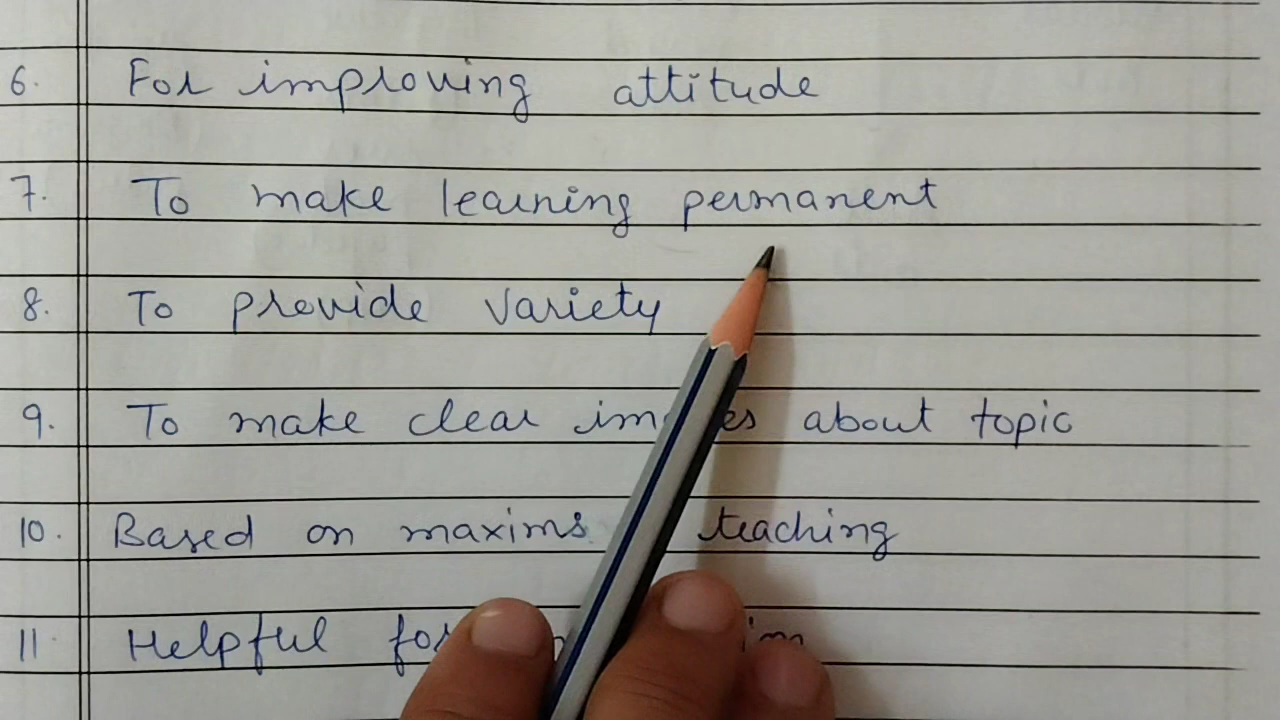 6. For improving attitude
7. To make learning permanent
8. To provide variety
9. To make clear about topic
10. Based on maxims teaching
11 Helpful